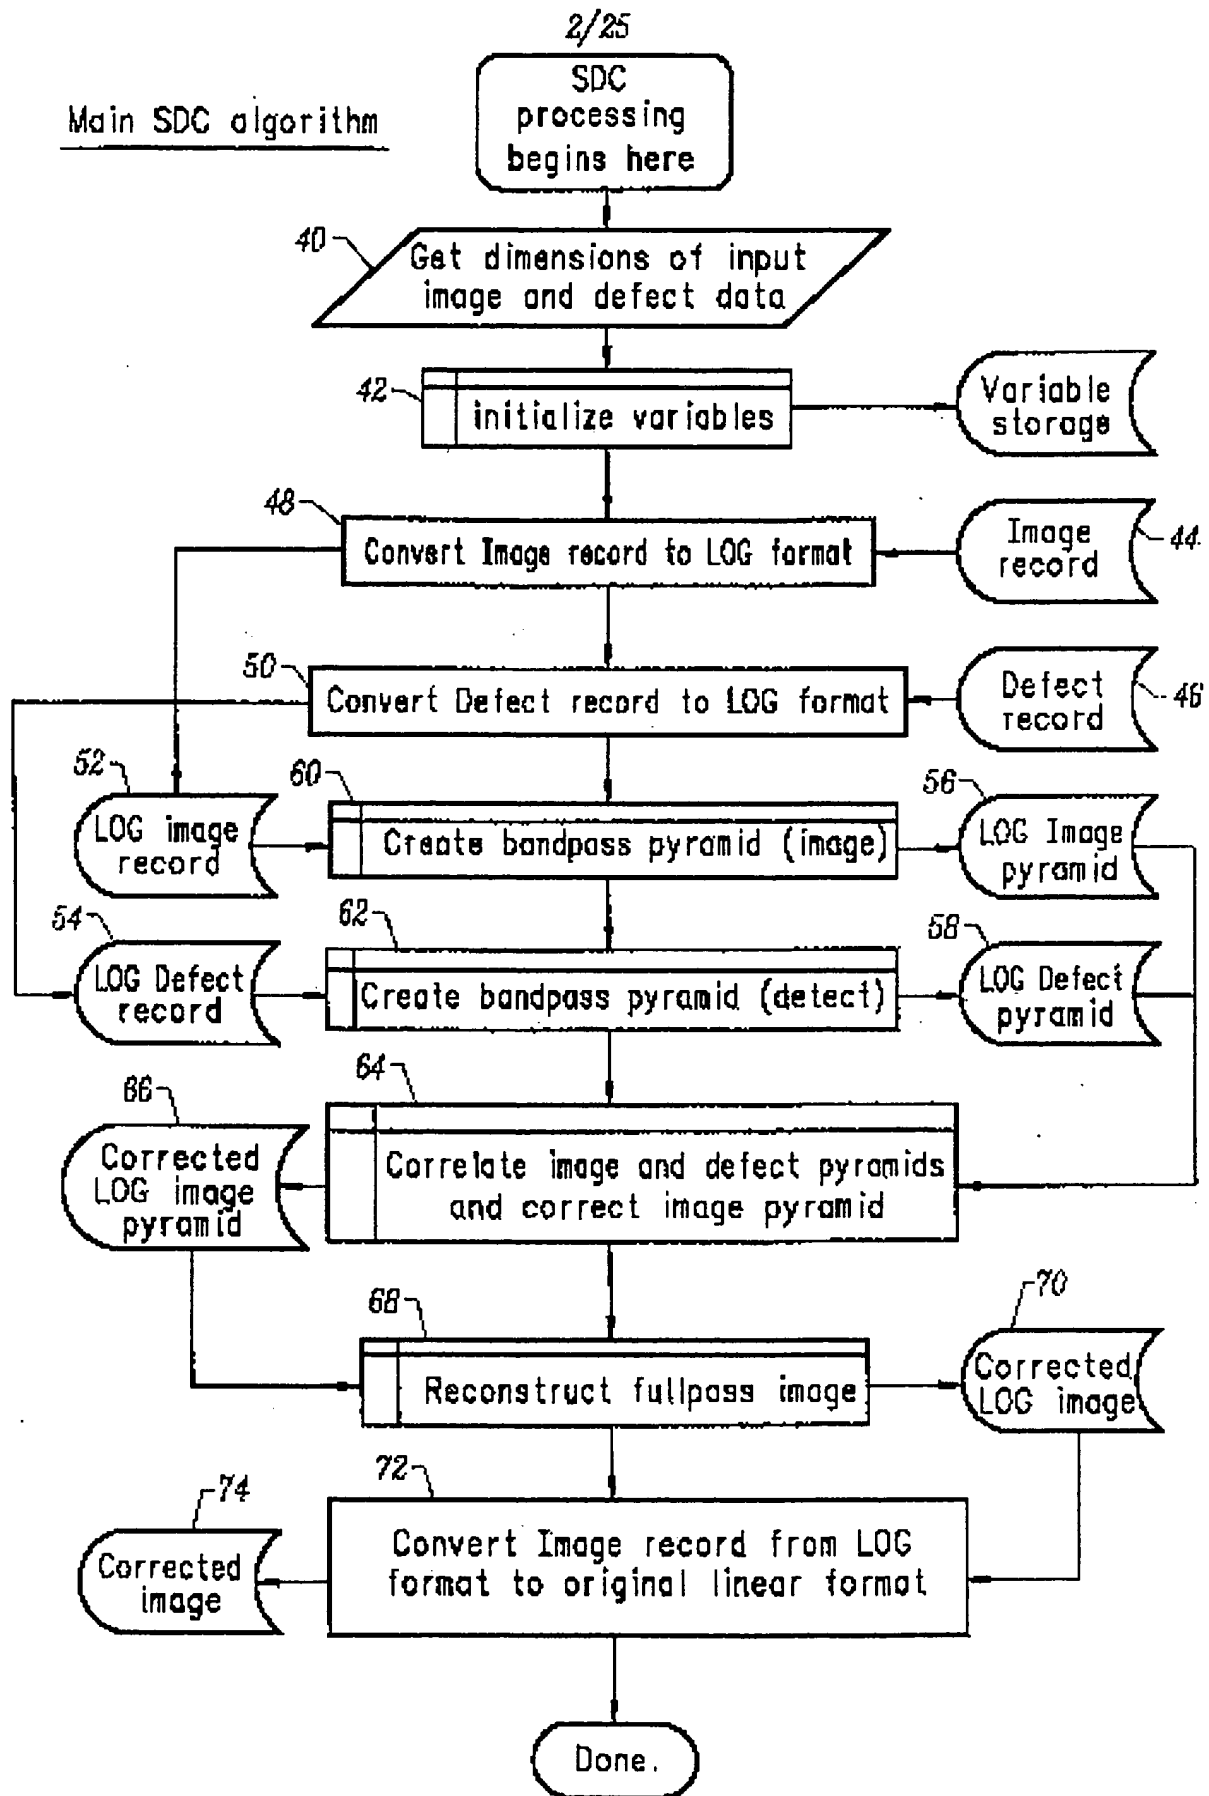 2/25
Main SDC algorithm
SDC
processing
begins here
40
Get dimensions of input
image and defect data
42
initialize variables
Variable
storage
48
Convert Image record to LOG format
Image
record
44
50
Convert Defect record to LOG format
Defect
record
46
52
LOG image
record
60
Create bandpass pyramid (image)
56
LOG Image
pyramid
54
LOG Defect
record
62
Create bandpass pyramid (detect)
58
LOG Defect
pyramid
66
Corrected
LOG image
pyramid
64
Correlate image and defect pyramids
and correct image pyramid
68
Reconstruct fullpass image
70
Corrected
LOG image
72
Convert Image record from LOG
format to original linear format
74
Corrected
image
Done.